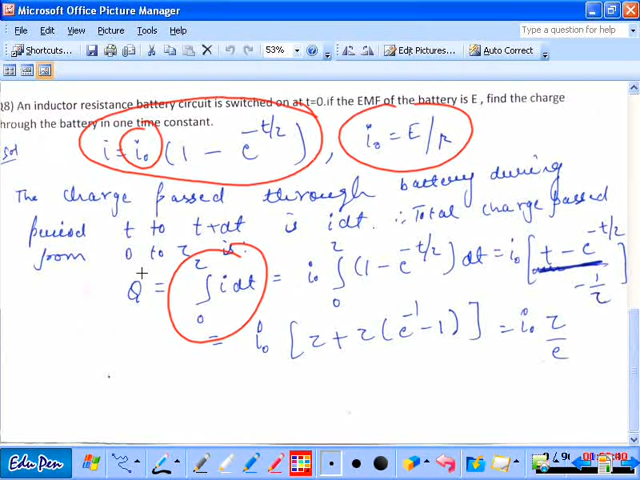 Microsoft Office Picture Manager
File Edit View Picture Tools Help
Type a question for help
Shortcuts... 53% Edit Pictures... Auto Correct
Q8) An inductor resistance battery circuit is switched on at t=0.if the EMF of the battery is E , find the charge
hrough the battery in one time constant.
Sol i = i₀ (1 − e^(−t/τ)) , i₀ = E/R
The charge passed through battery during
period t to t+dt is idt. ∴ Total charge passed
from 0 to τ is.
Q = ∫₀^τ i dt = i₀ ∫₀^τ (1 − e^(−t/τ)) dt = i₀ [t − e^(−t/τ) / −1/τ]
= i₀ [τ + τ(e⁻¹ − 1)] = i₀ τ/e
Edu Pen